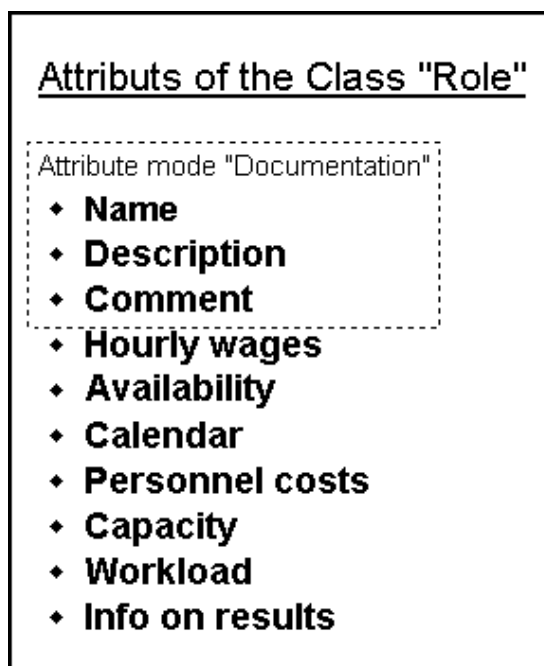 Attributs of the Class "Role"
Attribute mode "Documentation"
Name
Description
Comment
Hourly wages
Availability
Calendar
Personnel costs
Capacity
Workload
Info on results